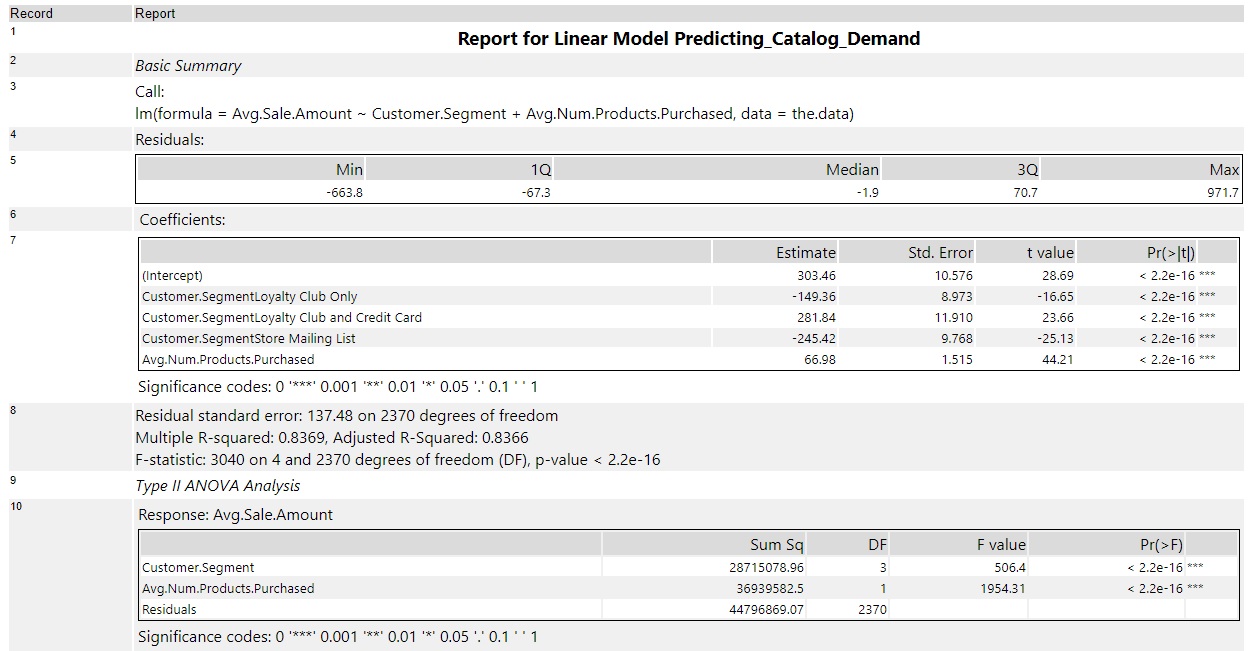 Record Report
1 Report for Linear Model Predicting_Catalog_Demand
2 Basic Summary
3 Call:
lm(formula = Avg.Sale.Amount ~ Customer.Segment + Avg.Num.Products.Purchased, data = the.data)
4 Residuals:
5 Min 1Q Median 3Q Max
-663.8 -67.3 -1.9 70.7 971.7
6 Coefficients:
7 Estimate Std. Error t value Pr(>|t|)
(Intercept) 303.46 10.576 28.69 < 2.2e-16 ***
Customer.SegmentLoyalty Club Only -149.36 8.973 -16.65 < 2.2e-16 ***
Customer.SegmentLoyalty Club and Credit Card 281.84 11.910 23.66 < 2.2e-16 ***
Customer.SegmentStore Mailing List -245.42 9.768 -25.13 < 2.2e-16 ***
Avg.Num.Products.Purchased 66.98 1.515 44.21 < 2.2e-16 ***
Significance codes: 0 '***' 0.001 '**' 0.01 '*' 0.05 '.' 0.1 ' ' 1
8 Residual standard error: 137.48 on 2370 degrees of freedom
Multiple R-squared: 0.8369, Adjusted R-Squared: 0.8366
F-statistic: 3040 on 4 and 2370 degrees of freedom (DF), p-value < 2.2e-16
9 Type II ANOVA Analysis
10 Response: Avg.Sale.Amount
Sum Sq DF F value Pr(>F)
Customer.Segment 28715078.96 3 506.4 < 2.2e-16 ***
Avg.Num.Products.Purchased 36939582.5 1 1954.31 < 2.2e-16 ***
Residuals 44796869.07 2370
Significance codes: 0 '***' 0.001 '**' 0.01 '*' 0.05 '.' 0.1 ' ' 1